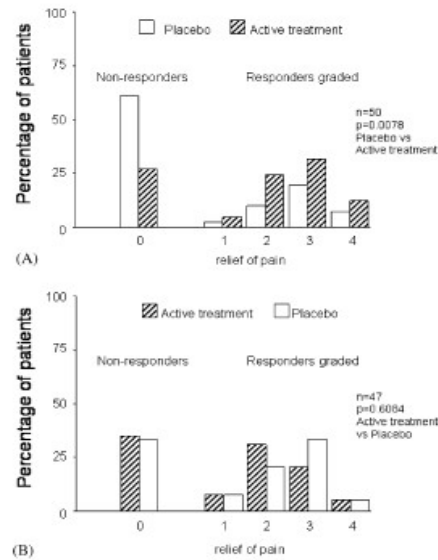 100
Placebo Active treatment
Percentage of patients
75
Non-responders Responders graded
50
n=50
p=0.0078
Placebo vs
Active treatment
25
0
0 1 2 3 4
(A) relief of pain
100
Active treatment Placebo
Percentage of patients
75
Non-responders Responders graded
50
n=47
p=0.6084
Active treatment
vs Placebo
25
0
0 1 2 3 4
(B) relief of pain